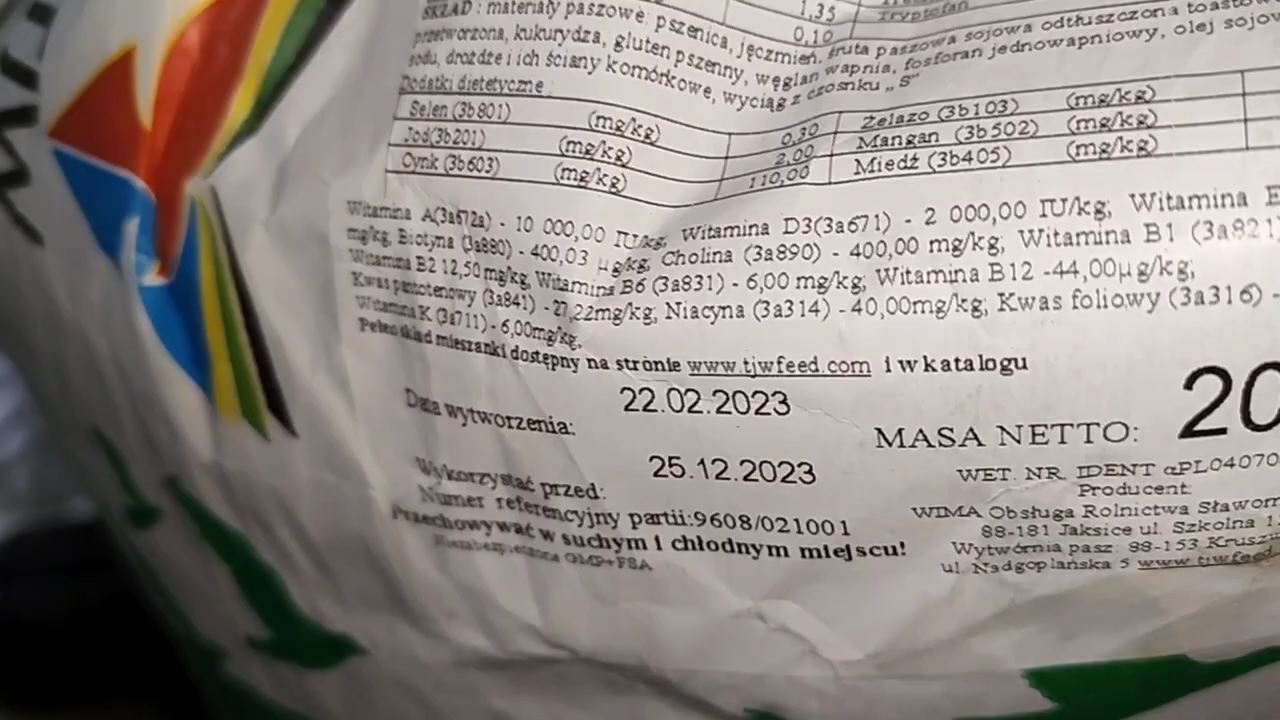 1,35 Tryptofan
0,10
SKŁAD : materiały paszowe: pszenica, jęczmień, śruta paszowa sojowa odtłuszczona
przetworzona, kukurydza, gluten pszenny, węglan wapnia, fosforan jednowapniowy, olej
sodu, drożdże i ich ściany komórkowe, wyciąg z czosnku „ S"
Dodatki dietetyczne :
Selen (3b801) (mg/kg) 0,30 Żelazo (3b103) (mg/kg)
Jod(3b201) (mg/kg) 2,00 Mangan (3b502) (mg/kg)
Cynk (3b603) (mg/kg) 110,00 Miedź (3b405) (mg/kg)
Witamina A(3a672a) - 10 000,00 IU/kg, Witamina D3(3a671) - 2 000,00 IU/kg; Witamina E
mg/kg, Biotyna (3a880) - 400,03 µg/kg, Cholina (3a890) - 400,00 mg/kg; Witamina B1 (3a821)
Witamina B2 12,50 mg/kg, Witamina B6 (3a831) - 6,00 mg/kg; Witamina B12 -44,00µg/kg;
Kwas pantotenowy (3a841) - 27,22mg/kg; Niacyna (3a314) - 40,00mg/kg; Kwas foliowy (3a316) -
Witamina K (3a711) - 6,00mg/kg,
Pełen skład mieszanki dostępny na stronie www.tjwfeed.com i w katalogu
Data wytworzenia: 22.02.2023
MASA NETTO: 20
Wykorzystać przed: 25.12.2023
Numer referencyjny partii:9608/021001
Przechowywać w suchym i chłodnym miejscu!
GMP+FSA
WET. NR. IDENT αPL04070
Producent:
WIMA Obsługa Rolnictwa Sławom
88-181 Jaksice ul. Szkolna 1
Wytwórnia pasz: 88-153 Krusz
ul. Nadgoplańska 5 www.tjwfeed